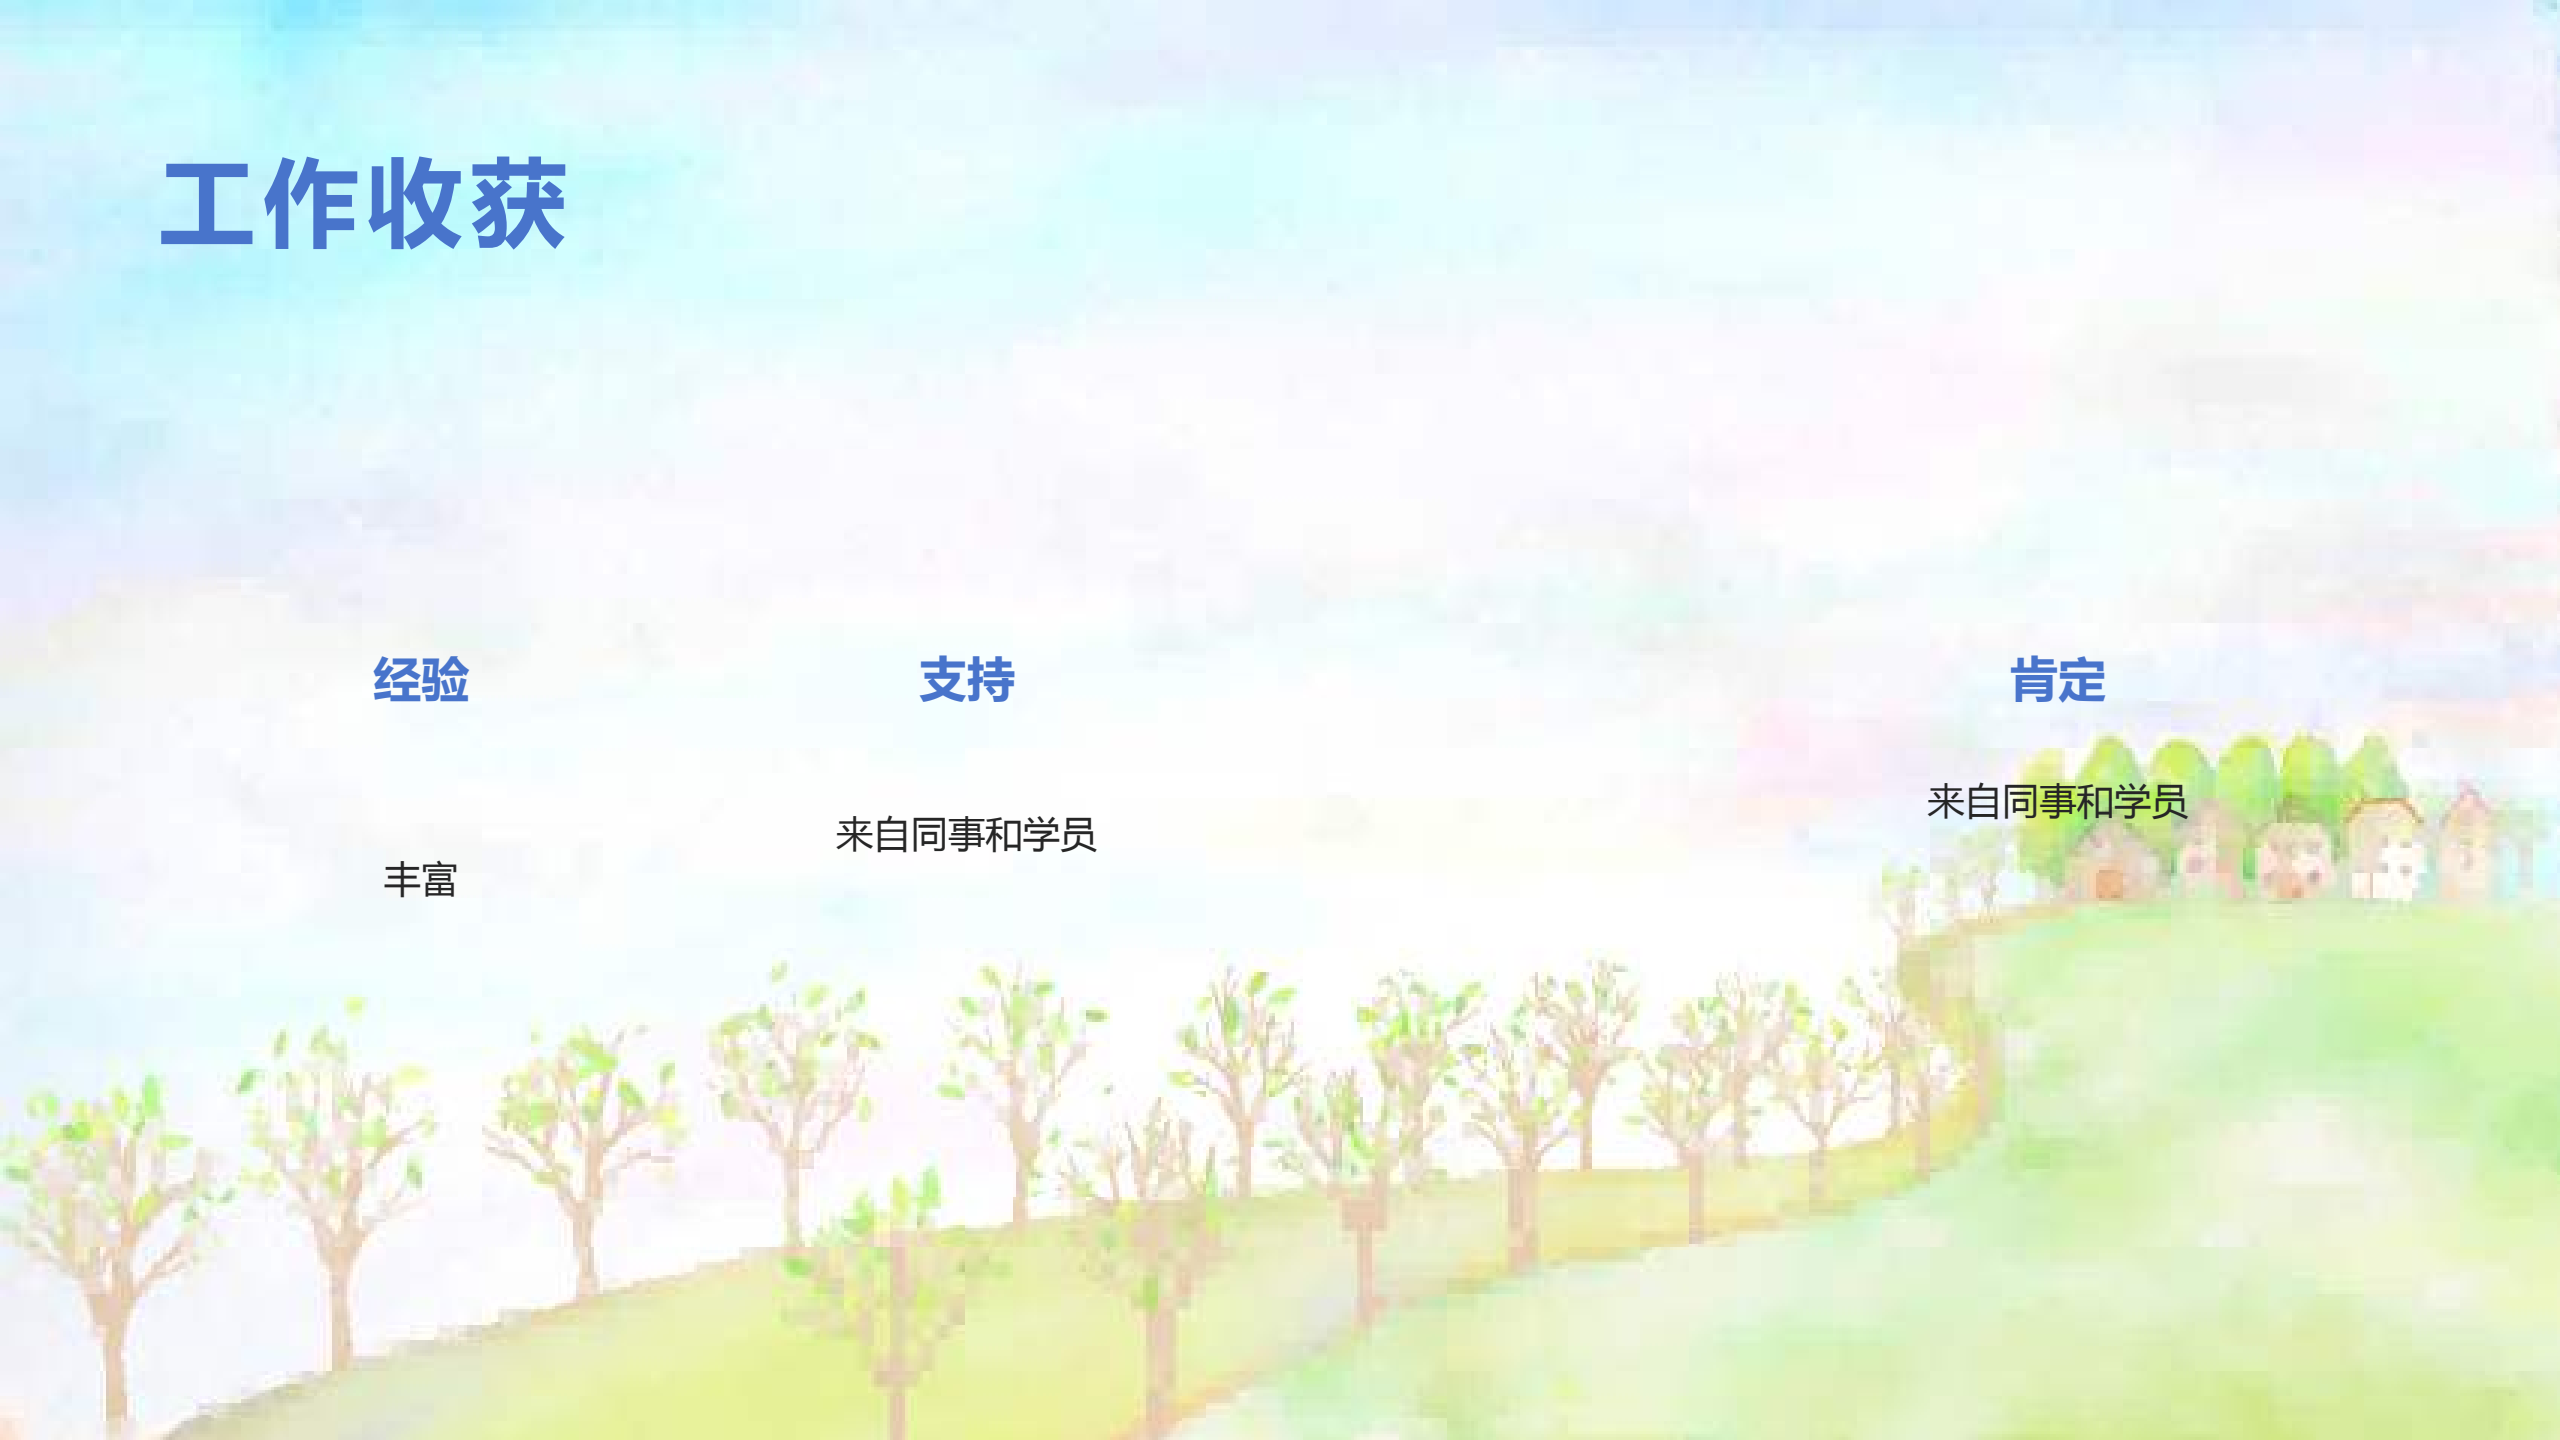 工作收获
经验
丰富
支持
来自同事和学员
肯定
来自同事和学员